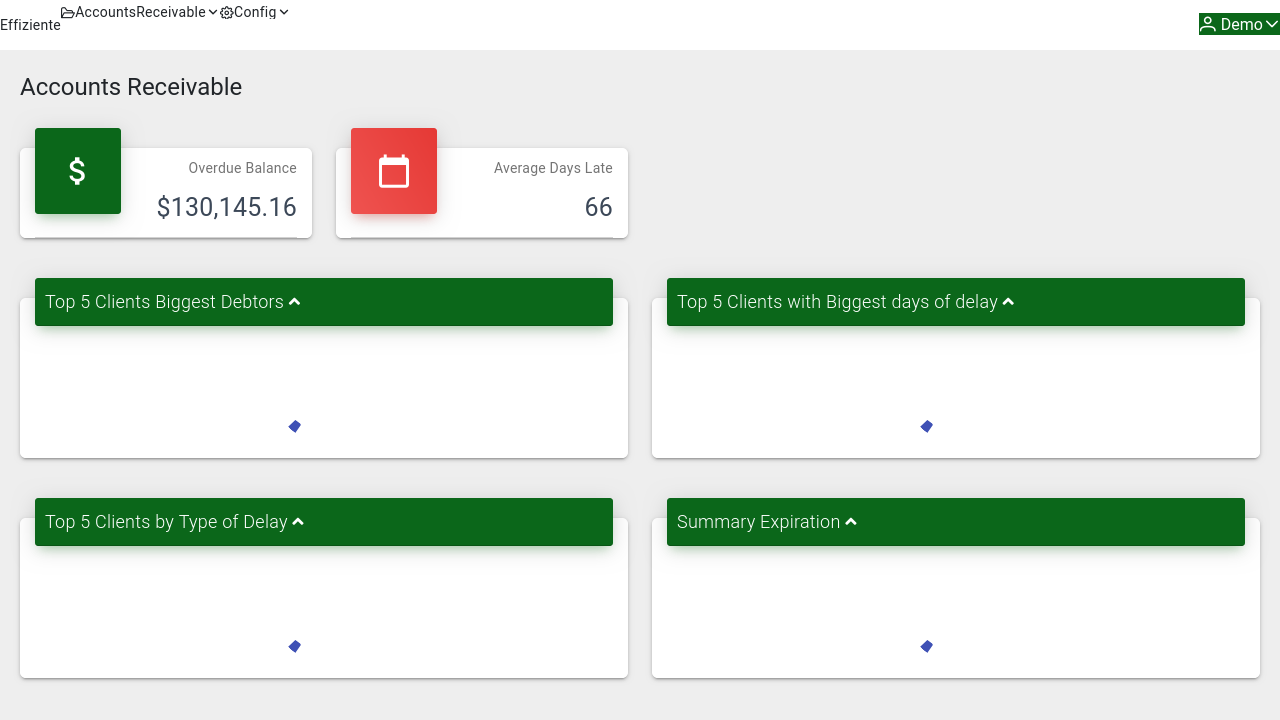 Effiziente AccountsReceivable Config Demo
Accounts Receivable
Overdue Balance
$130,145.16
Average Days Late
66
Top 5 Clients Biggest Debtors
Top 5 Clients with Biggest days of delay
Top 5 Clients by Type of Delay
Summary Expiration